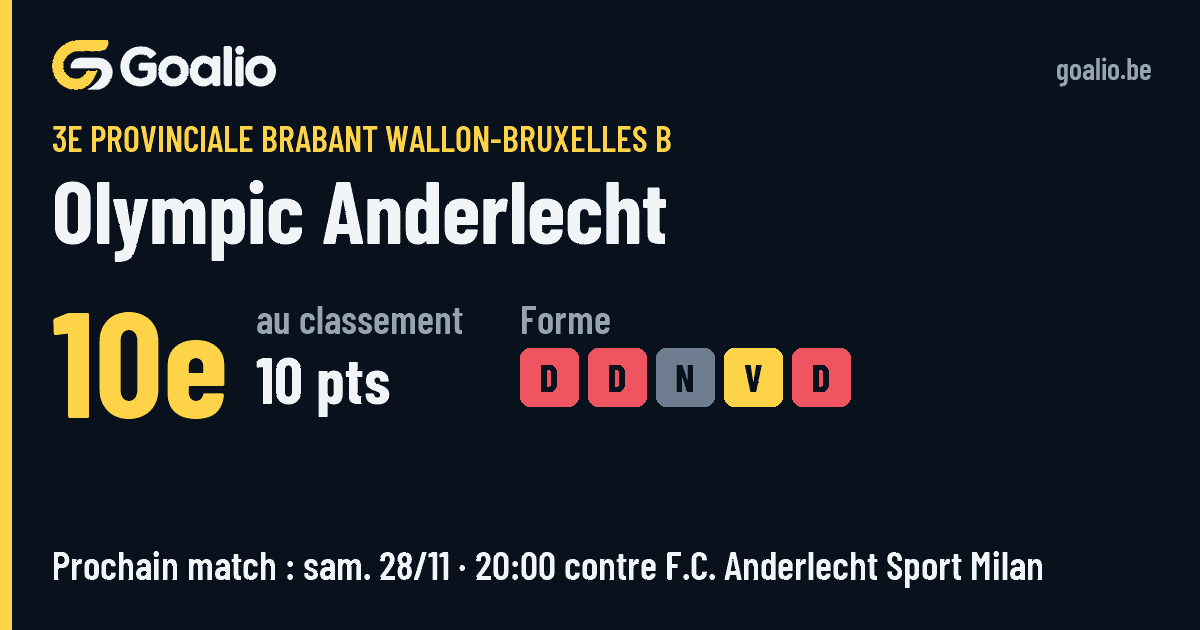 Goalio
goalio.be
3E PROVINCIALE BRABANT WALLON-BRUXELLES B
Olympic Anderlecht
10e
au classement
10 pts
Forme
D D N V D
Prochain match : sam. 28/11 · 20:00 contre F.C. Anderlecht Sport Milan